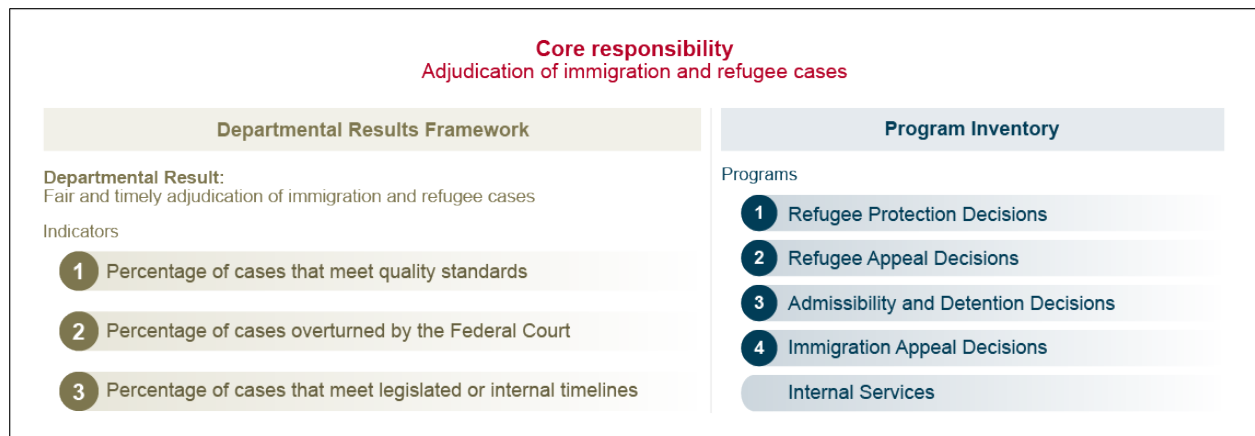 Core responsibility
Adjudication of immigration and refugee cases
Departmental Results Framework
Departmental Result:
Fair and timely adjudication of immigration and refugee cases
Indicators
1 Percentage of cases that meet quality standards
2 Percentage of cases overturned by the Federal Court
3 Percentage of cases that meet legislated or internal timelines
Program Inventory
Programs
1 Refugee Protection Decisions
2 Refugee Appeal Decisions
3 Admissibility and Detention Decisions
4 Immigration Appeal Decisions
Internal Services